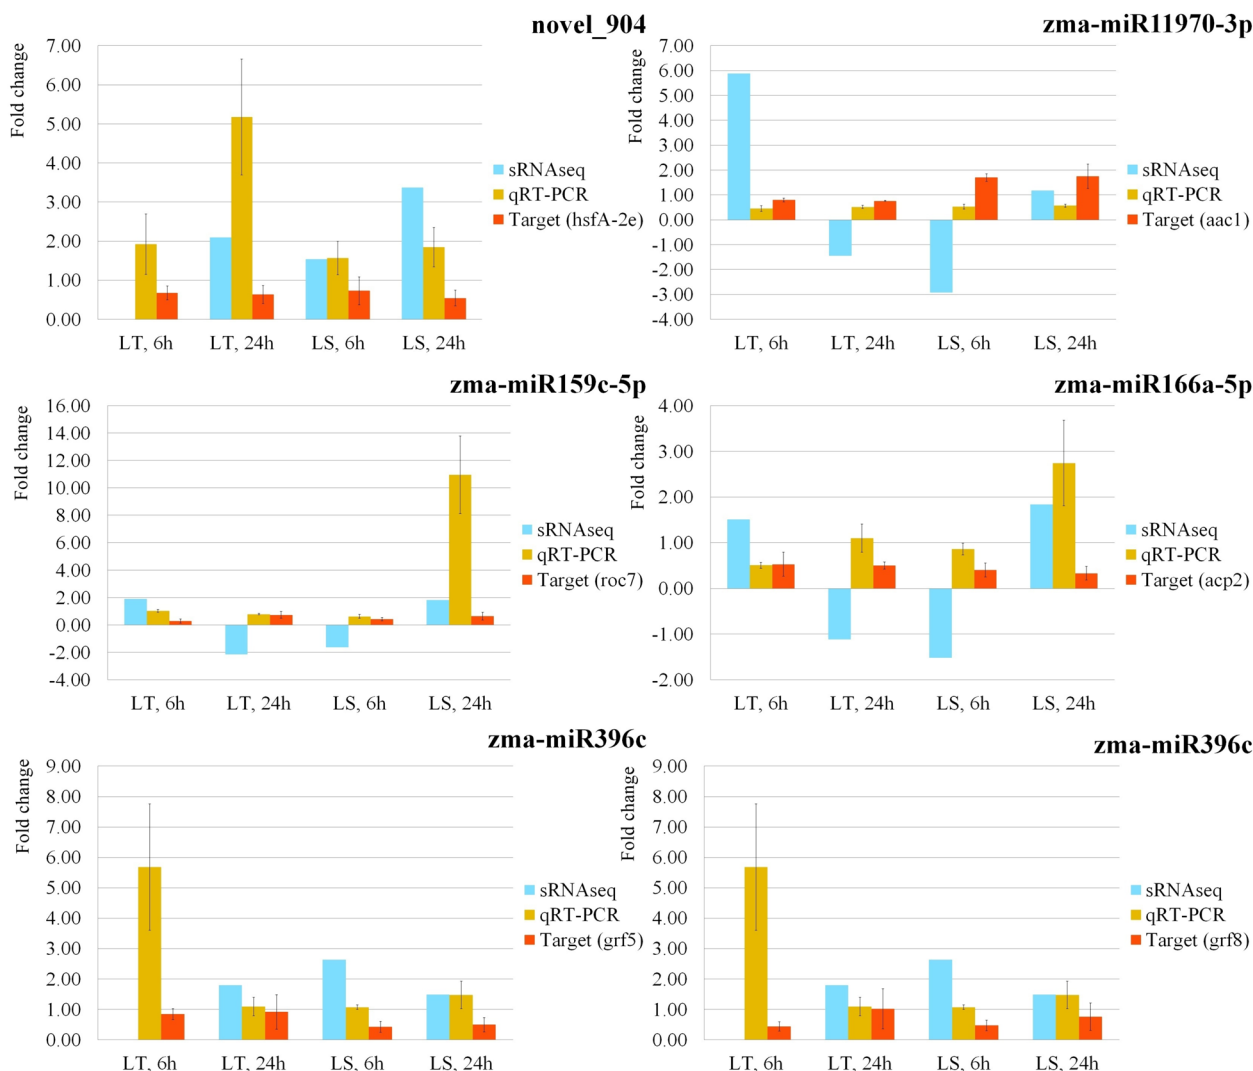 novel_904
Fold change
7.00
6.00
5.00
4.00
3.00
2.00
1.00
0.00
LT, 6h
LT, 24h
LS, 6h
LS, 24h
sRNAseq
qRT-PCR
Target (hsfA-2e)
zma-miR11970-3p
Fold change
7.00
6.00
5.00
4.00
3.00
2.00
1.00
0.00
-1.00
-2.00
-3.00
-4.00
LT, 6h
LT, 24h
LS, 6h
LS, 24h
sRNAseq
qRT-PCR
Target (aac1)
zma-miR159c-5p
Fold change
16.00
14.00
12.00
10.00
8.00
6.00
4.00
2.00
0.00
-2.00
-4.00
LT, 6h
LT, 24h
LS, 6h
LS, 24h
sRNAseq
qRT-PCR
Target (roc7)
zma-miR166a-5p
Fold change
4.00
3.00
2.00
1.00
0.00
-1.00
-2.00
LT, 6h
LT, 24h
LS, 6h
LS, 24h
sRNAseq
qRT-PCR
Target (acp2)
zma-miR396c
Fold change
9.00
8.00
7.00
6.00
5.00
4.00
3.00
2.00
1.00
0.00
LT, 6h
LT, 24h
LS, 6h
LS, 24h
sRNAseq
qRT-PCR
Target (grf5)
zma-miR396c
Fold change
9.00
8.00
7.00
6.00
5.00
4.00
3.00
2.00
1.00
0.00
LT, 6h
LT, 24h
LS, 6h
LS, 24h
sRNAseq
qRT-PCR
Target (grf8)